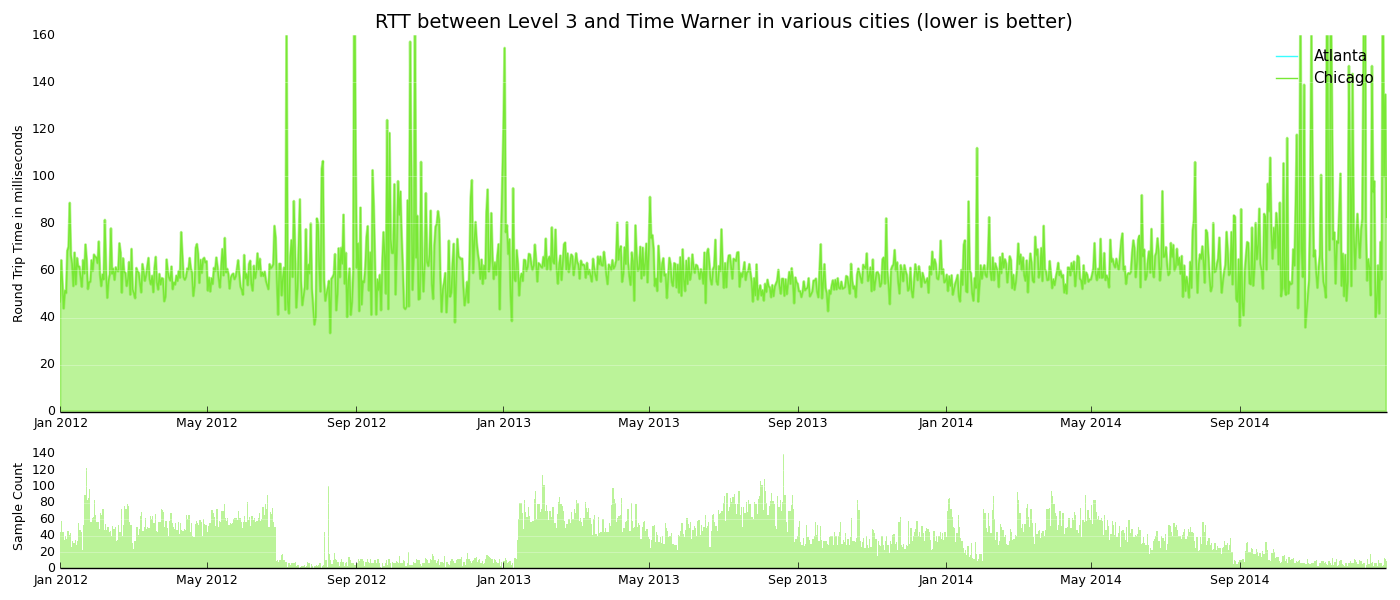 RTT between Level 3 and Time Warner in various cities (lower is better)
Round Trip Time in milliseconds
160
140
120
100
80
60
40
20
0
Atlanta
Chicago
Jan 2012 May 2012 Sep 2012 Jan 2013 May 2013 Sep 2013 Jan 2014 May 2014 Sep 2014
Sample Count
140
120
100
80
60
40
20
0
Jan 2012 May 2012 Sep 2012 Jan 2013 May 2013 Sep 2013 Jan 2014 May 2014 Sep 2014